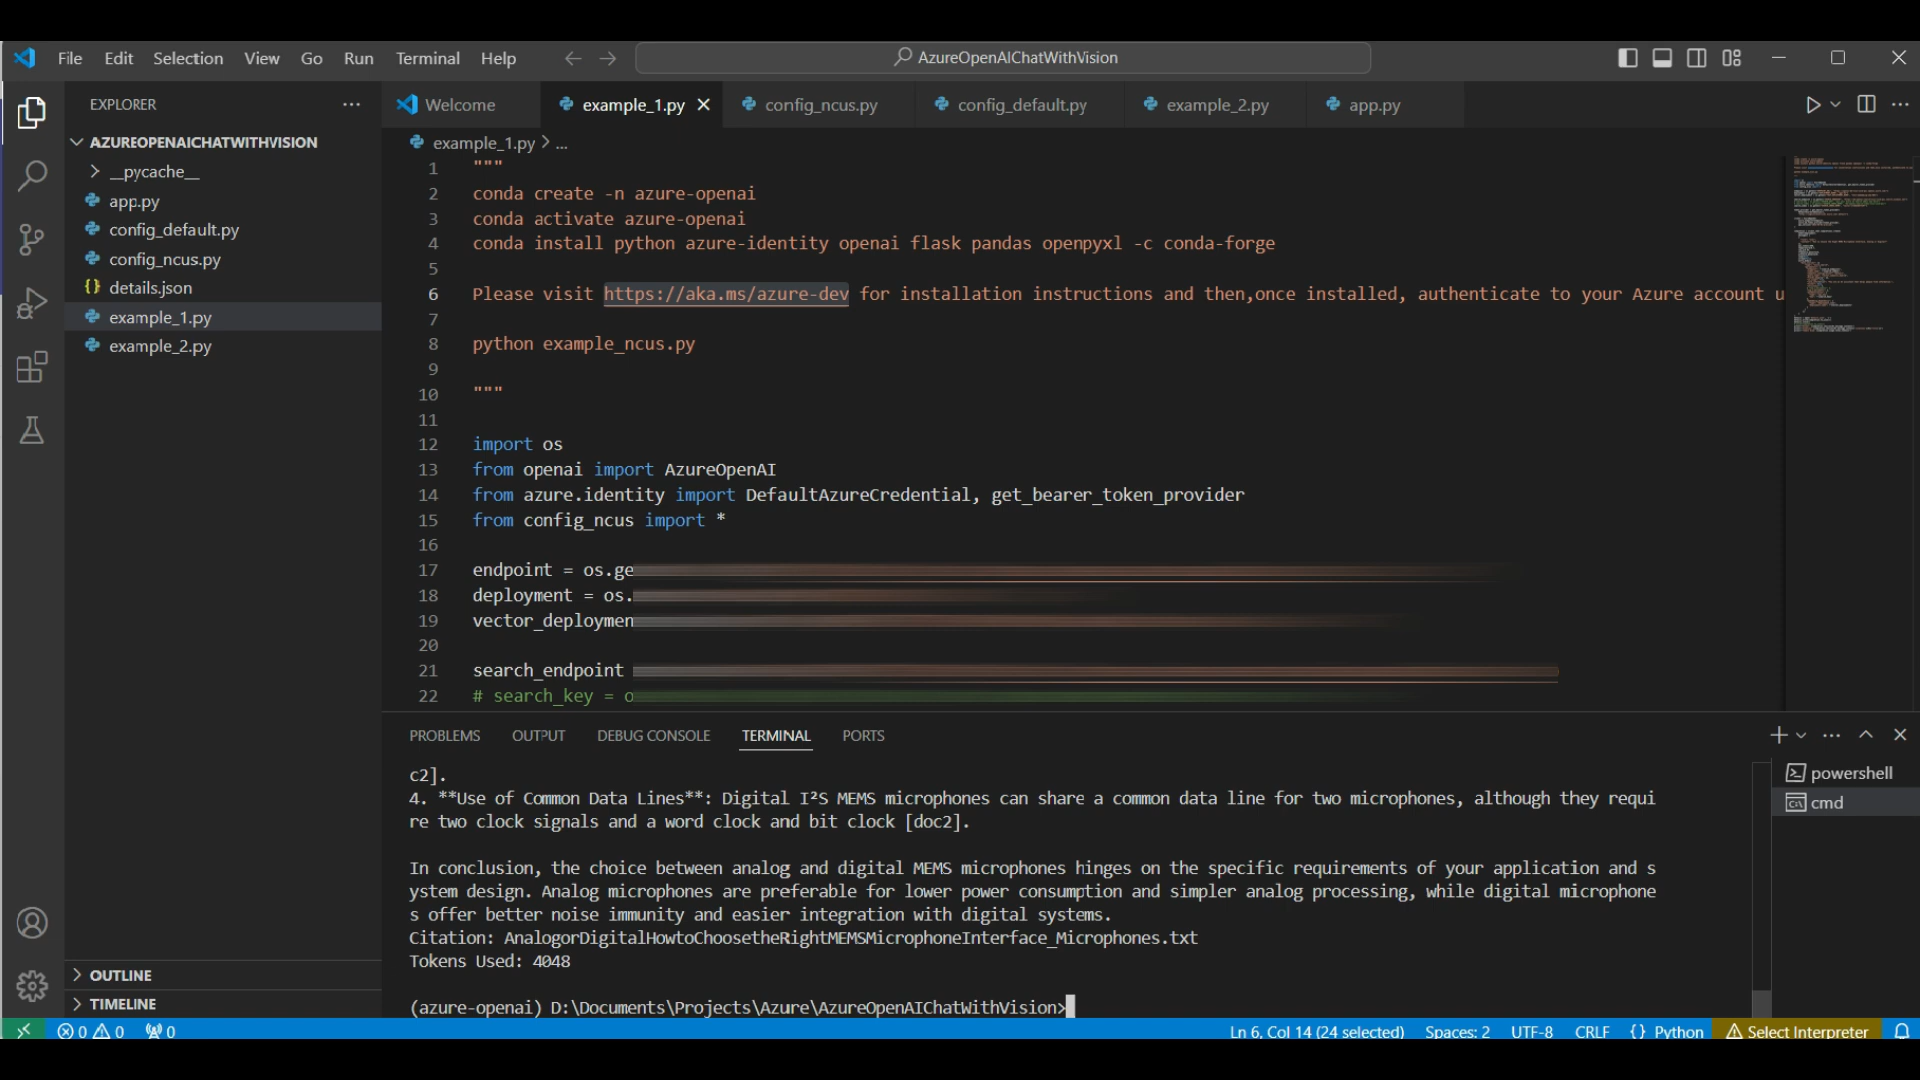 File Edit Selection View Go Run Terminal Help
AzureOpenAIChatWithVision
EXPLORER
Welcome
example_1.py
config_ncus.py
config_default.py
example_2.py
app.py
AZUREOPENAICHATWITHVISION
__pycache__
app.py
config_default.py
config_ncus.py
details.json
example_1.py
example_2.py
OUTLINE
TIMELINE
example_1.py > ...
1 """
2 conda create -n azure-openai
3 conda activate azure-openai
4 conda install python azure-identity openai flask pandas openpyxl -c conda-forge
5
6 Please visit https://aka.ms/azure-dev for installation instructions and then,once installed, authenticate to your Azure account u
7
8 python example_ncus.py
9
10 """
11
12 import os
13 from openai import AzureOpenAI
14 from azure.identity import DefaultAzureCredential, get_bearer_token_provider
15 from config_ncus import *
16
17 endpoint = os.ge
18 deployment = os.
19 vector_deploymen
20
21 search_endpoint
22 # search_key = o
PROBLEMS OUTPUT DEBUG CONSOLE TERMINAL PORTS
c2].
4. **Use of Common Data Lines**: Digital I²S MEMS microphones can share a common data line for two microphones, although they requi
re two clock signals and a word clock and bit clock [doc2].
In conclusion, the choice between analog and digital MEMS microphones hinges on the specific requirements of your application and s
ystem design. Analog microphones are preferable for lower power consumption and simpler analog processing, while digital microphone
s offer better noise immunity and easier integration with digital systems.
Citation: AnalogorDigitalHowtoChoosetheRightMEMSMicrophoneInterface_Microphones.txt
Tokens Used: 4048
(azure-openai) D:\Documents\Projects\Azure\AzureOpenAIChatWithVision>
powershell
cmd
0 0 0
Ln 6, Col 14 (24 selected) Spaces: 2 UTF-8 CRLF {} Python Select Interpreter